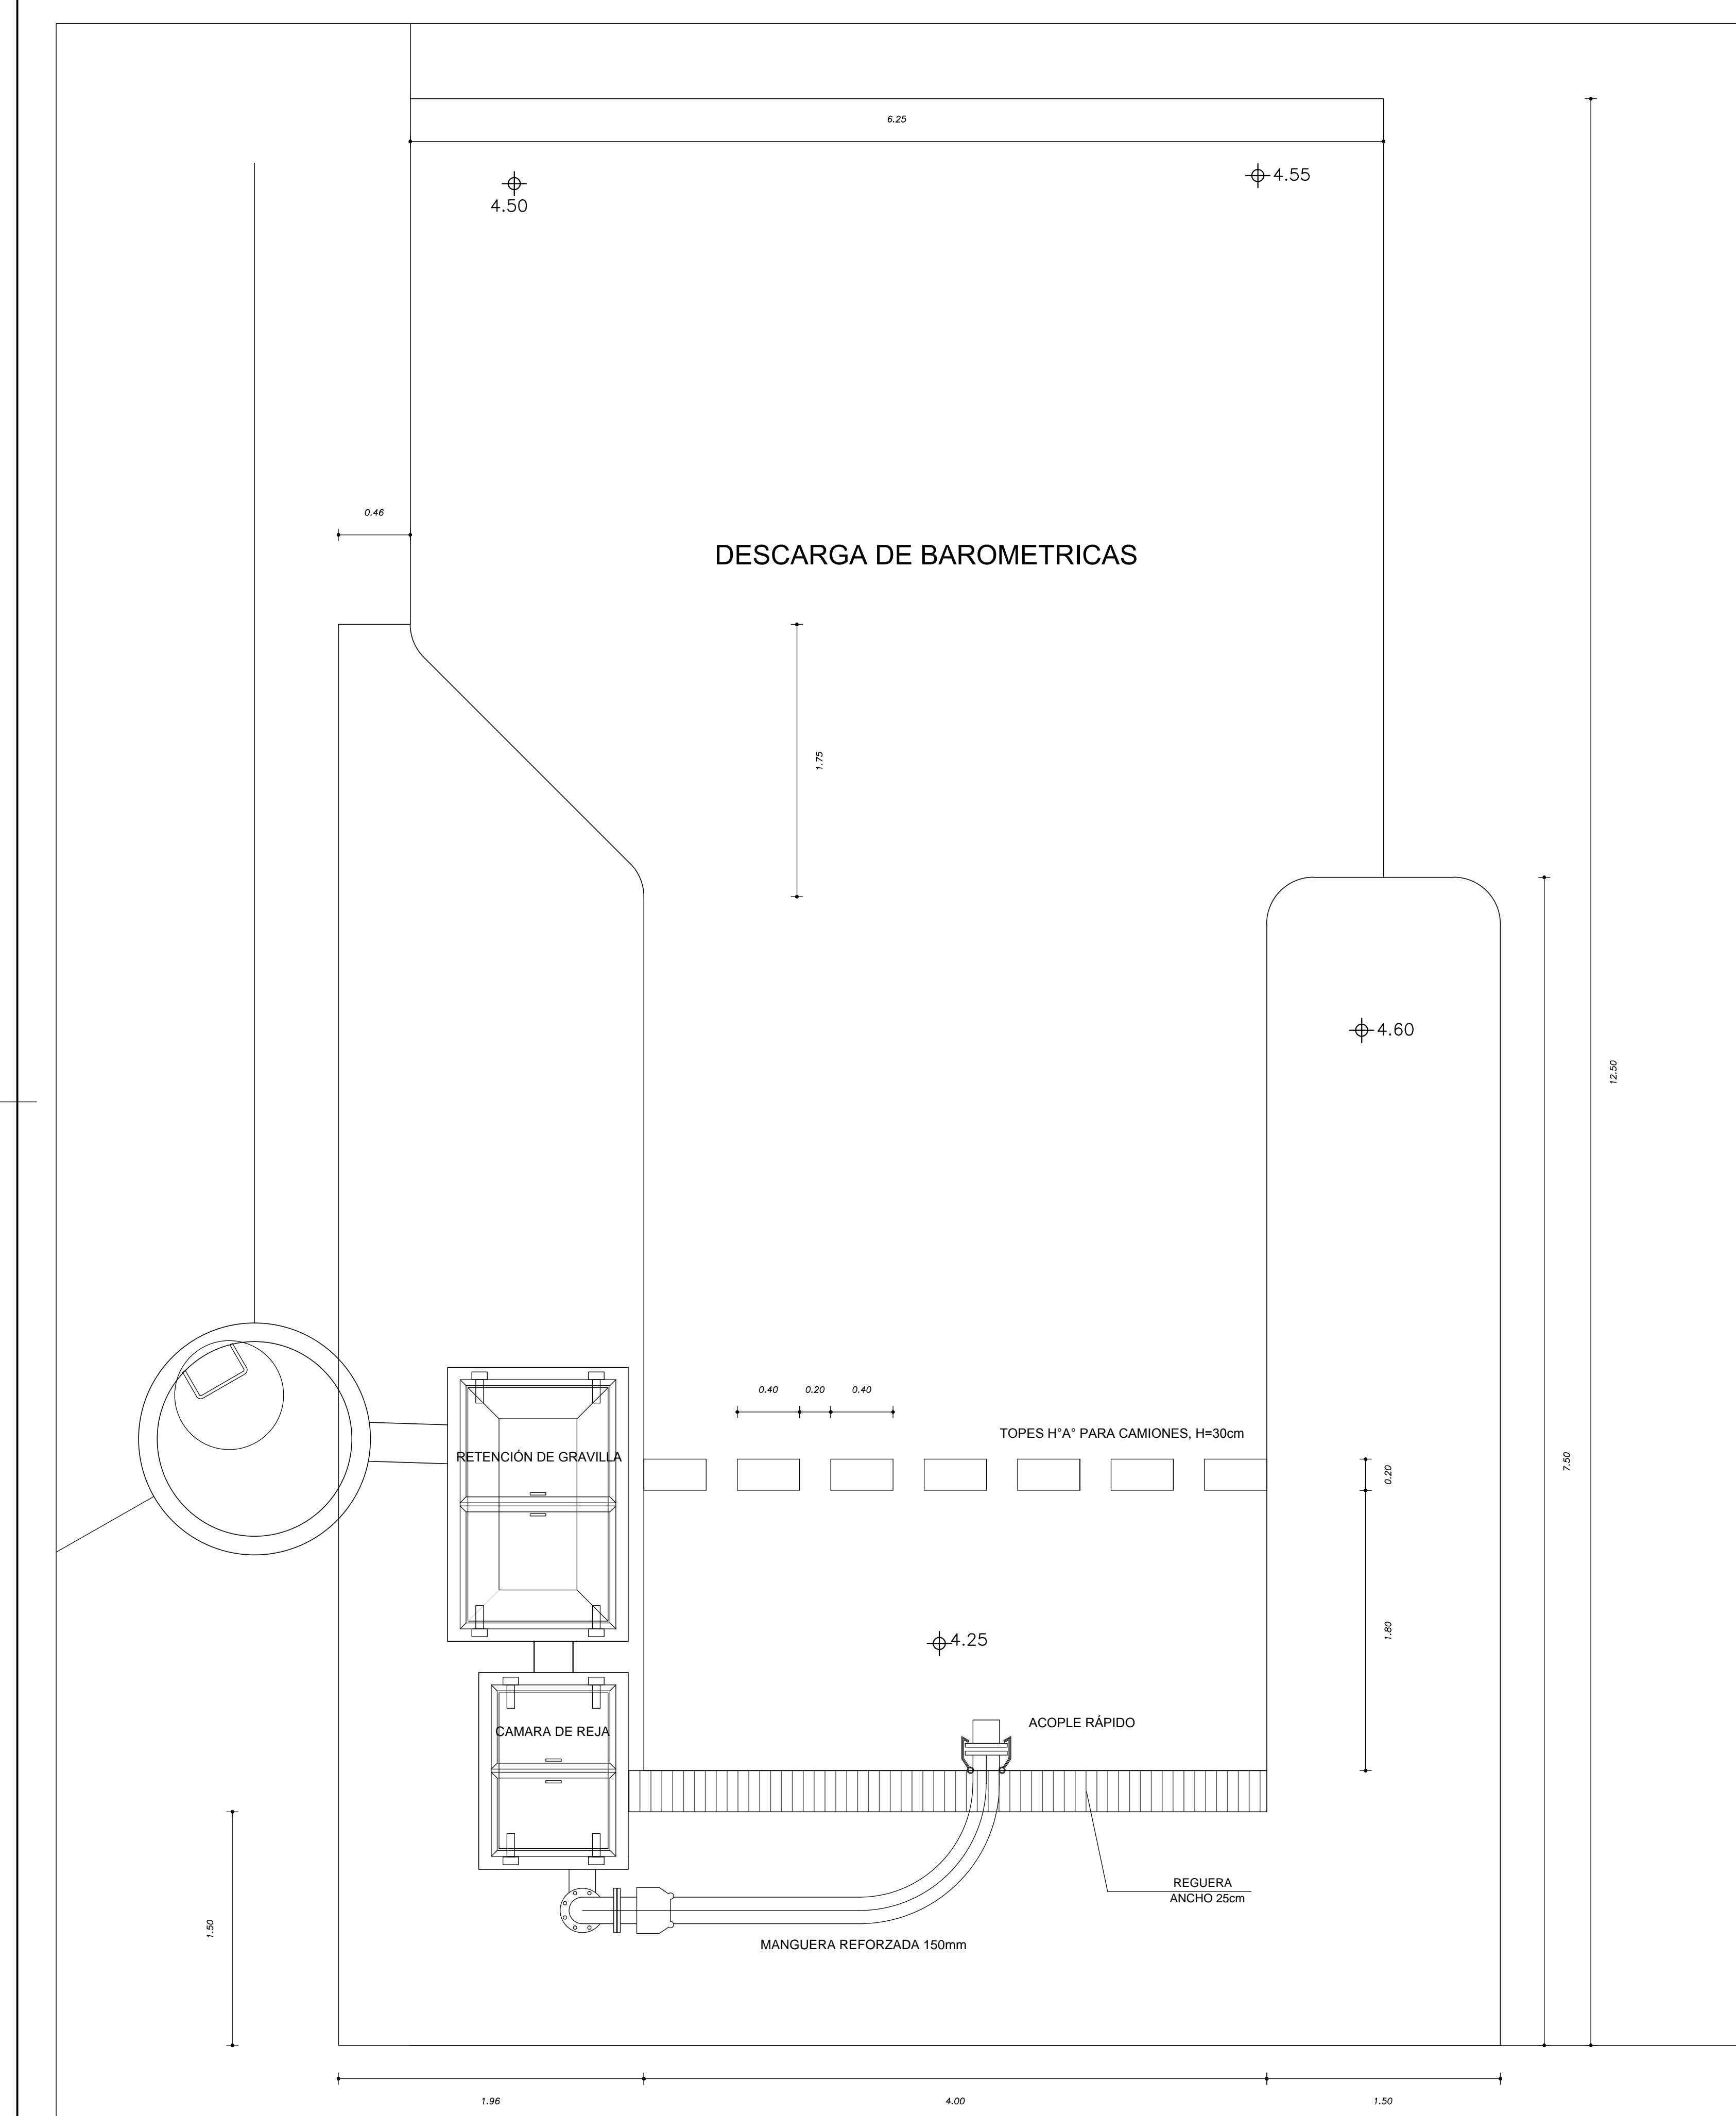 6.25
4.50
4.55
0.46
DESCARGA DE BAROMETRICAS
1.75
4.60
12.50
0.40
0.20
0.40
TOPES H°A° PARA CAMIONES, H=30cm
RETENCIÓN DE GRAVILLA
0.20
7.50
1.80
4.25
CAMARA DE REJA
ACOPLE RÁPIDO
REGUERA
ANCHO 25cm
1.50
MANGUERA REFORZADA 150mm
1.96
4.00
1.50